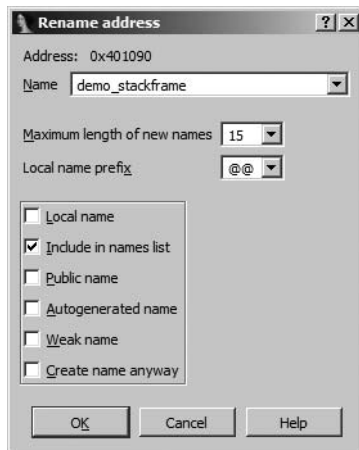 Rename address
Address: 0x401090
Name demo_stackframe
Maximum length of new names 15
Local name prefix @@
Local name
Include in names list
Public name
Autogenerated name
Weak name
Create name anyway
OK Cancel Help